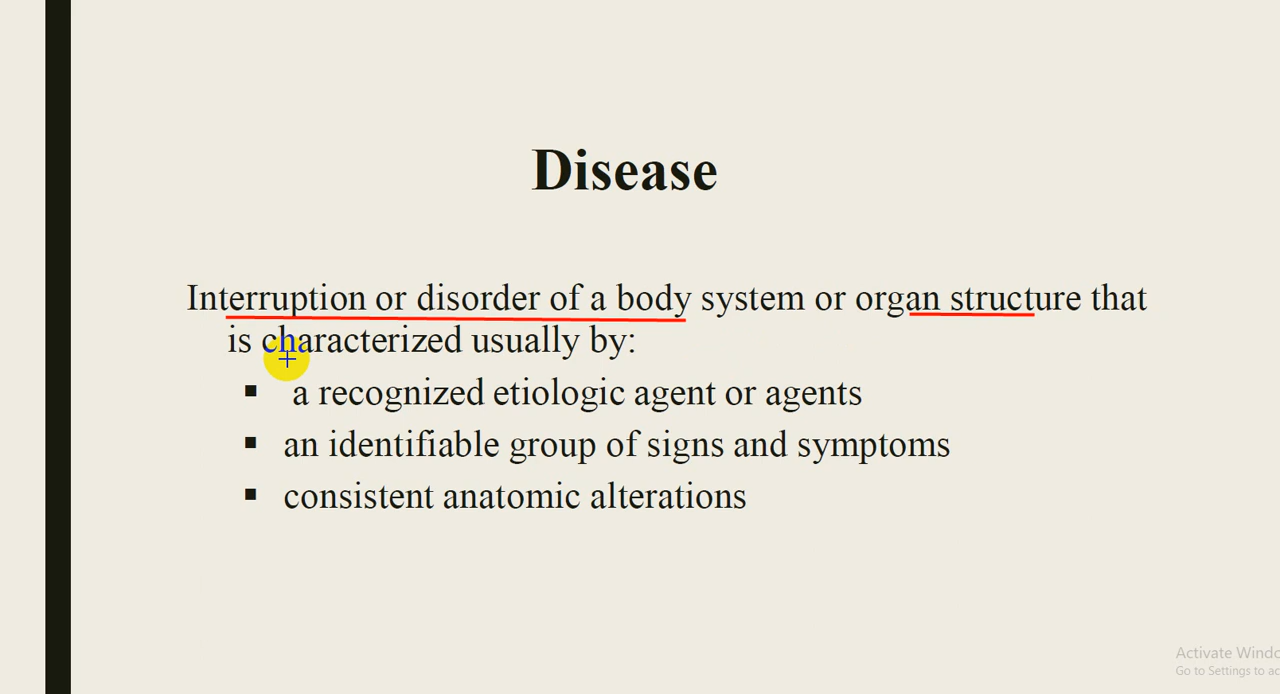 Disease
Interruption or disorder of a body system or organ structure that
is characterized usually by:
▪ a recognized etiologic agent or agents
▪ an identifiable group of signs and symptoms
▪ consistent anatomic alterations
Activate Windo
Go to Settings to ac